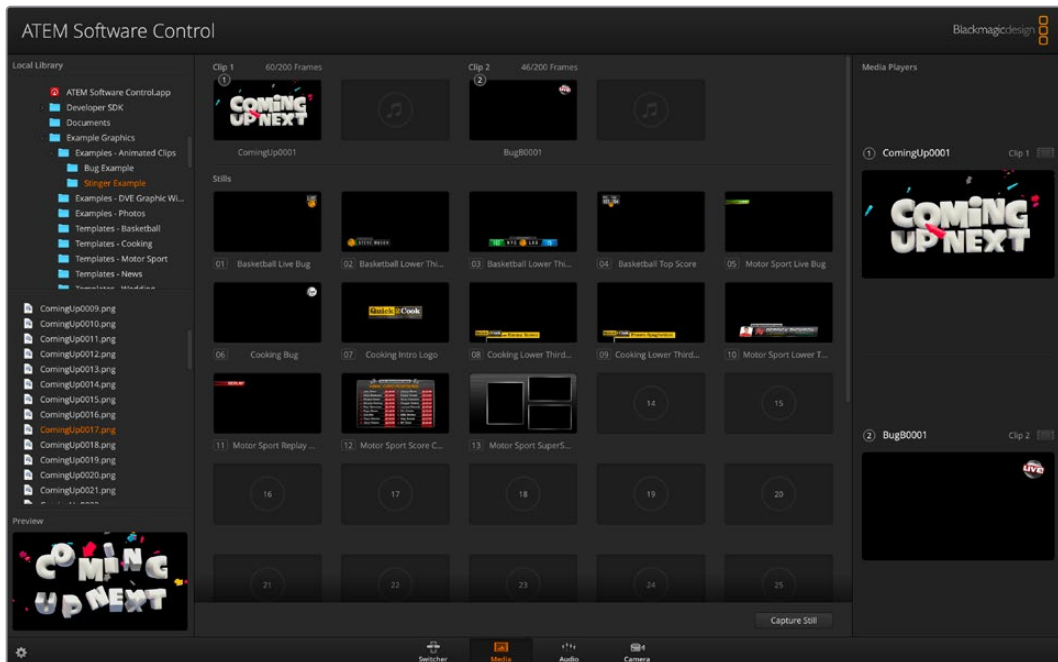 ATEM Software Control
Blackmagicdesign
Local Library
ATEM Software Control.app
Developer SDK
Documents
Example Graphics
Examples - Animated Clips
Bug Example
Stinger Example
Examples - DVE Graphic Wi...
Examples - Photos
Templates - Basketball
Templates - Cooking
Templates - Motor Sport
Templates - News
Templates - Wedding
ComingUp0009.png
ComingUp0010.png
ComingUp0011.png
ComingUp0012.png
ComingUp0013.png
ComingUp0014.png
ComingUp0015.png
ComingUp0016.png
ComingUp0017.png
ComingUp0018.png
ComingUp0019.png
ComingUp0020.png
ComingUp0021.png
Preview
COMING
UP NEXT
Clip 1 60/200 Frames
1
COMING
UP NEXT
ComingUp0001
Clip 2 46/200 Frames
2
BugB0001
Stills
01 Basketball Live Bug
02 Basketball Lower Thi...
03 Basketball Lower Thi...
04 Basketball Top Score
05 Motor Sport Live Bug
Quick 2 Cook
06 Cooking Bug
07 Cooking Intro Logo
08 Cooking Lower Third...
09 Cooking Lower Third...
10 Motor Sport Lower T...
REPLAY
11 Motor Sport Replay ...
12 Motor Sport Score C...
13 Motor Sport SuperS...
14
15
16
17
18
19
20
21
22
23
24
25
Capture Still
Media Players
1 ComingUp0001 Clip 1
COMING
UP NEXT
2 BugB0001 Clip 2
LIVE
Switcher
Media
Audio
Camera